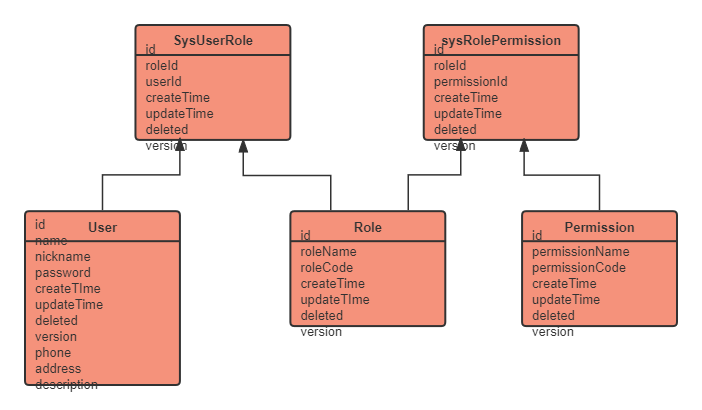 SysUserRole
id
roleId
userId
createTime
updateTime
deleted
version
sysRolePermission
id
roleId
permissionId
createTime
updateTime
deleted
version
User
id
name
nickname
password
createTIme
updateTime
deleted
version
phone
address
description
Role
id
roleName
roleCode
createTime
updateTIme
deleted
version
Permission
id
permissionName
permissionCode
createTime
updateTime
deleted
version